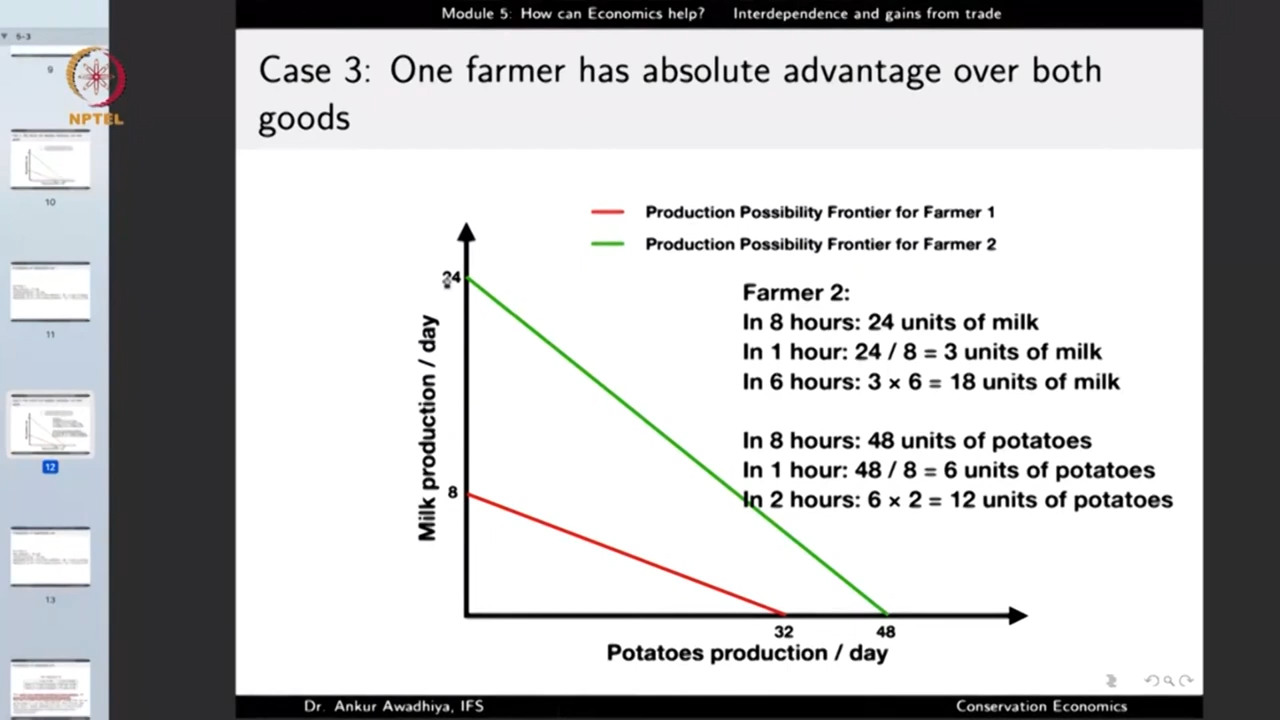 Module 5: How can Economics help?    Interdependence and gains from trade
5-3
Case 3: One farmer has absolute advantage over both
goods
9
NPTEL
10
11
12
13
Production Possibility Frontier for Farmer 1
Production Possibility Frontier for Farmer 2
24
8
Milk production / day
Farmer 2:
In 8 hours: 24 units of milk
In 1 hour: 24 / 8 = 3 units of milk
In 6 hours: 3 × 6 = 18 units of milk
In 8 hours: 48 units of potatoes
In 1 hour: 48 / 8 = 6 units of potatoes
In 2 hours: 6 × 2 = 12 units of potatoes
32    48
Potatoes production / day
Dr. Ankur Awadhiya, IFS    Conservation Economics